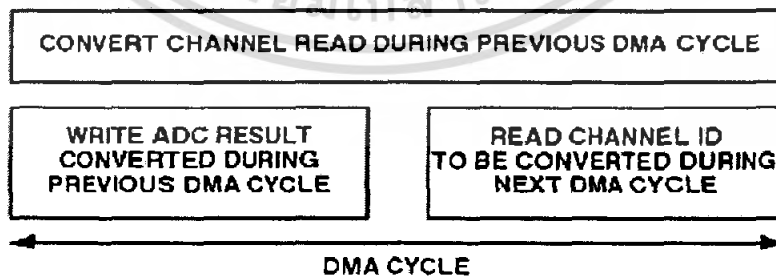 CONVERT CHANNEL READ DURING PREVIOUS DMA CYCLE
WRITE ADC RESULT
CONVERTED DURING
PREVIOUS DMA CYCLE
READ CHANNEL ID
TO BE CONVERTED DURING
NEXT DMA CYCLE
DMA CYCLE